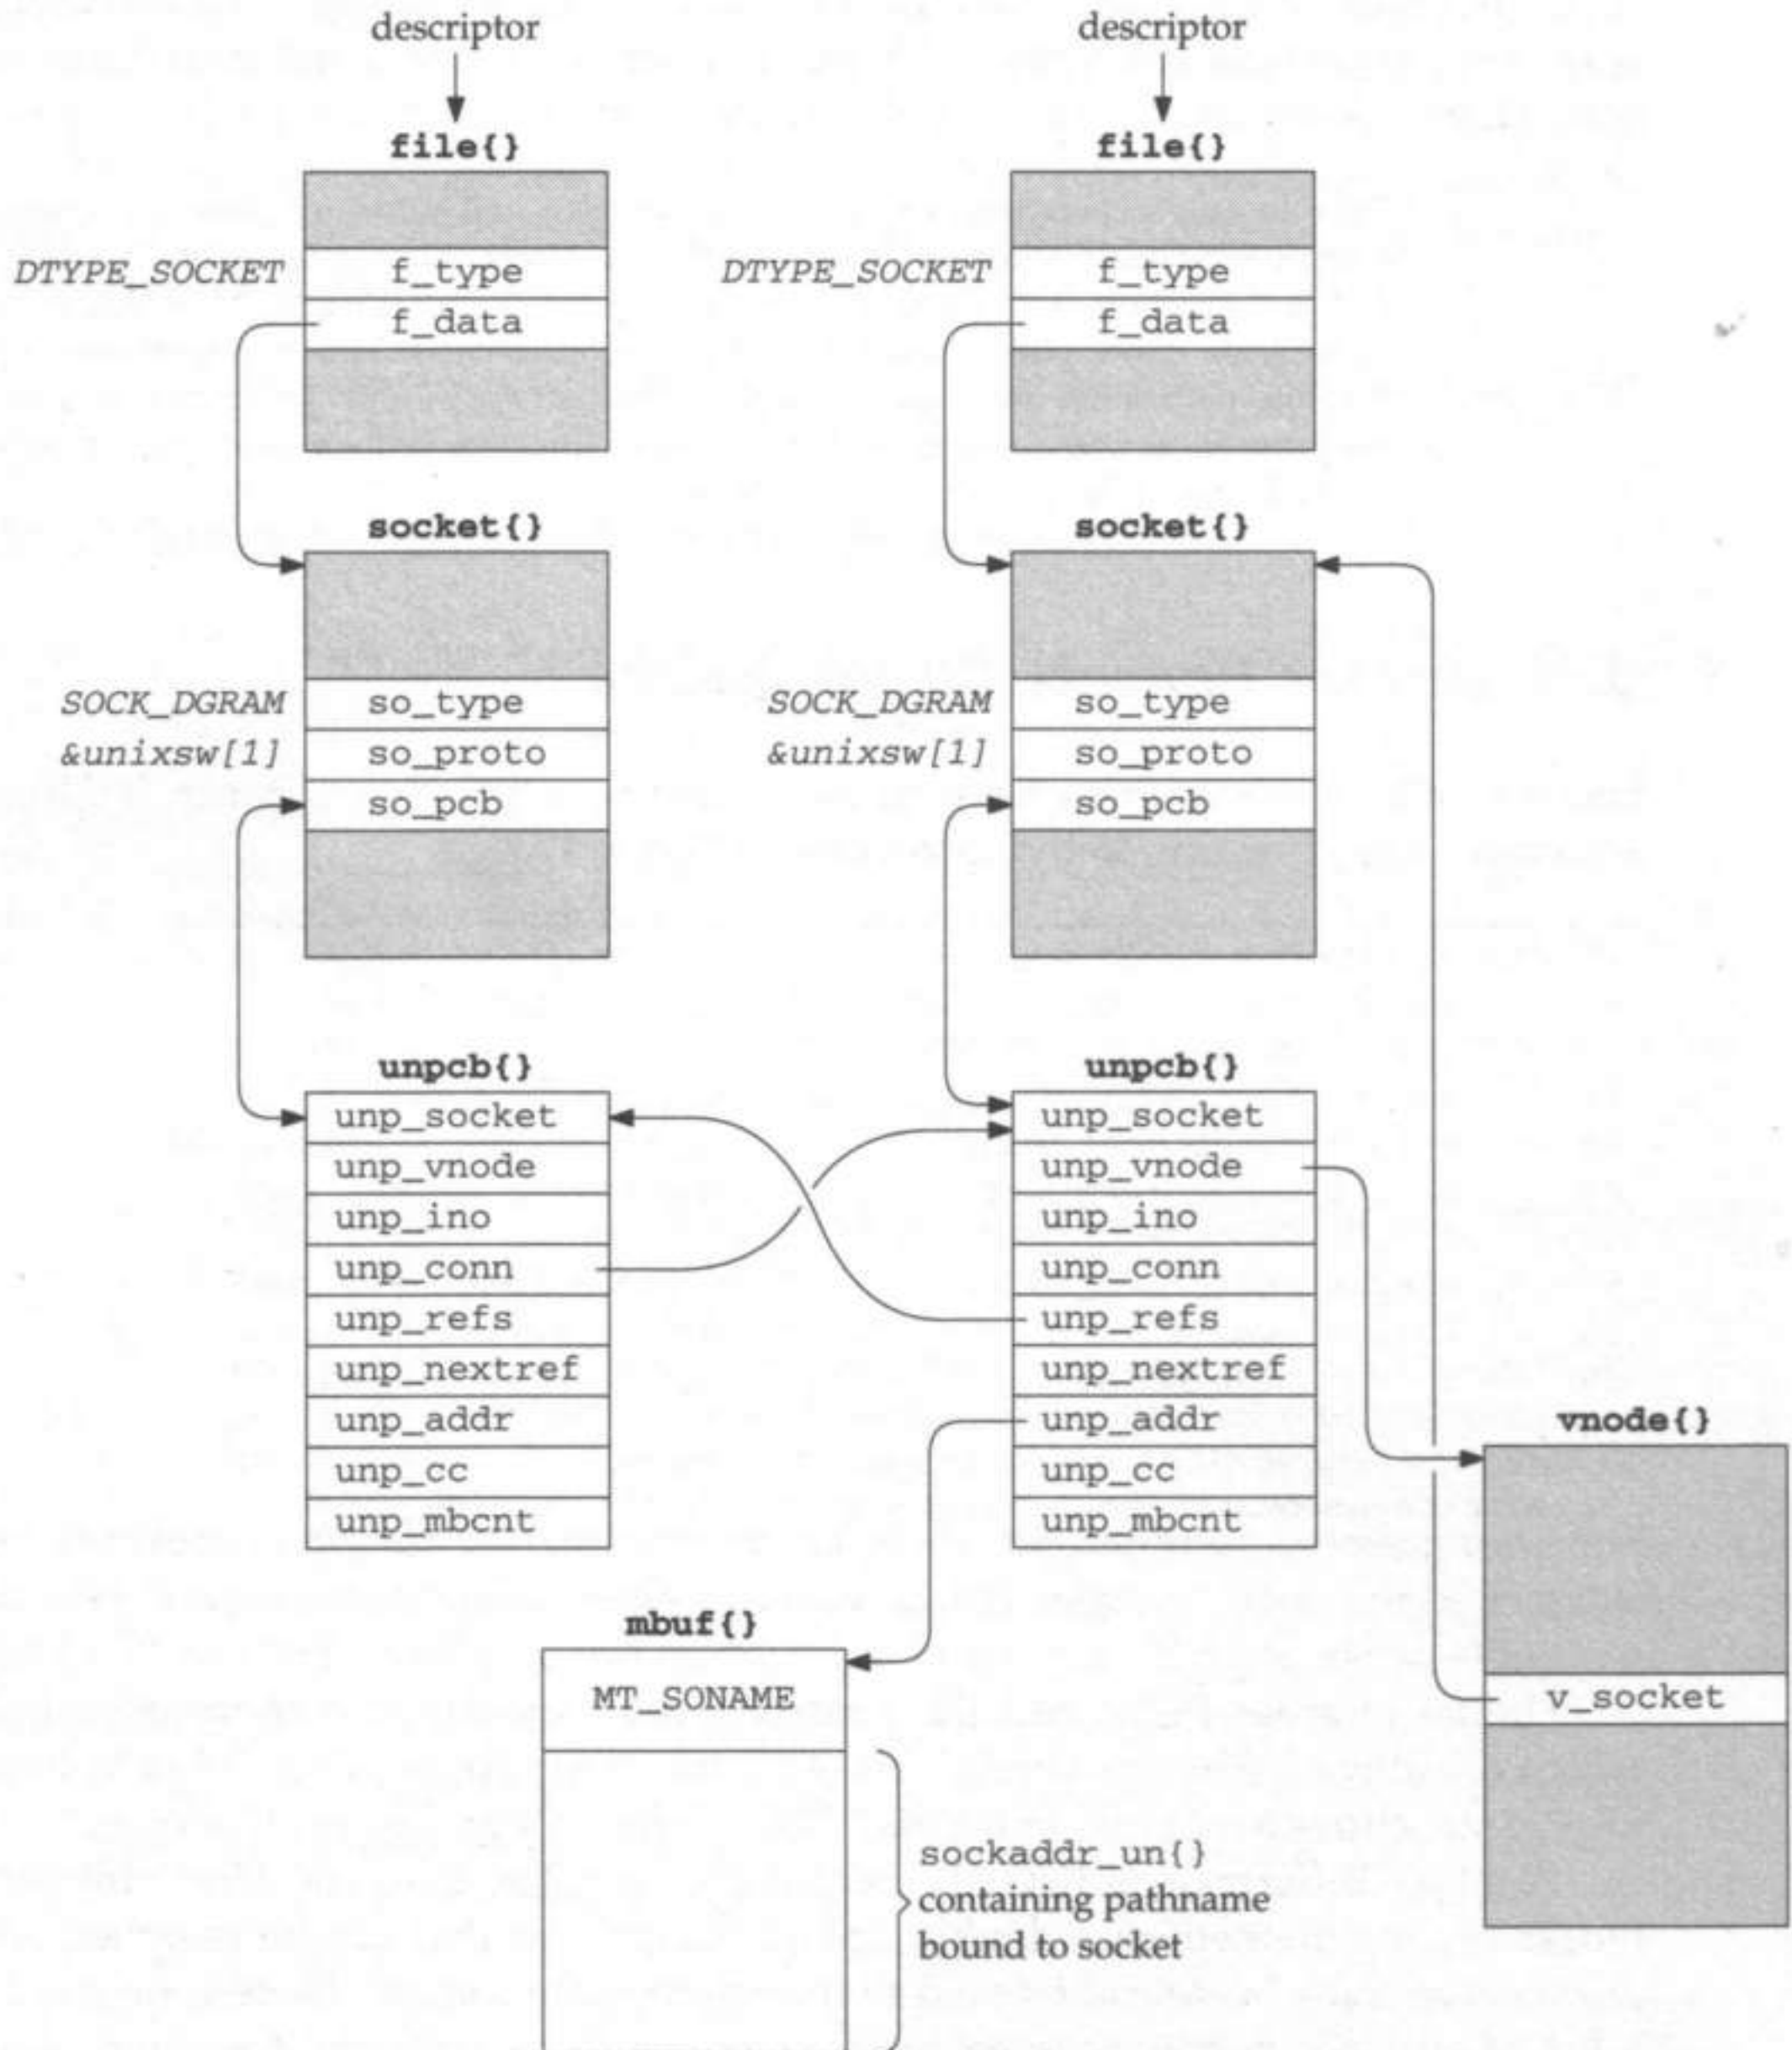 descriptor
descriptor
file{}
file{}
DTYPE_SOCKET
f_type
DTYPE_SOCKET
f_type
f_data
f_data
socket{}
socket{}
SOCK_DGRAM
so_type
SOCK_DGRAM
so_type
&unixsw[1]
so_proto
&unixsw[1]
so_proto
so_pcb
so_pcb
unpcb{}
unpcb{}
unp_socket
unp_socket
unp_vnode
unp_vnode
unp_ino
unp_ino
unp_conn
unp_conn
unp_refs
unp_refs
unp_nextref
unp_nextref
unp_addr
unp_addr
vnode{}
unp_cc
unp_cc
unp_mbcnt
unp_mbcnt
mbuf{}
MT_SONAME
v_socket
sockaddr_un{}
containing pathname
bound to socket